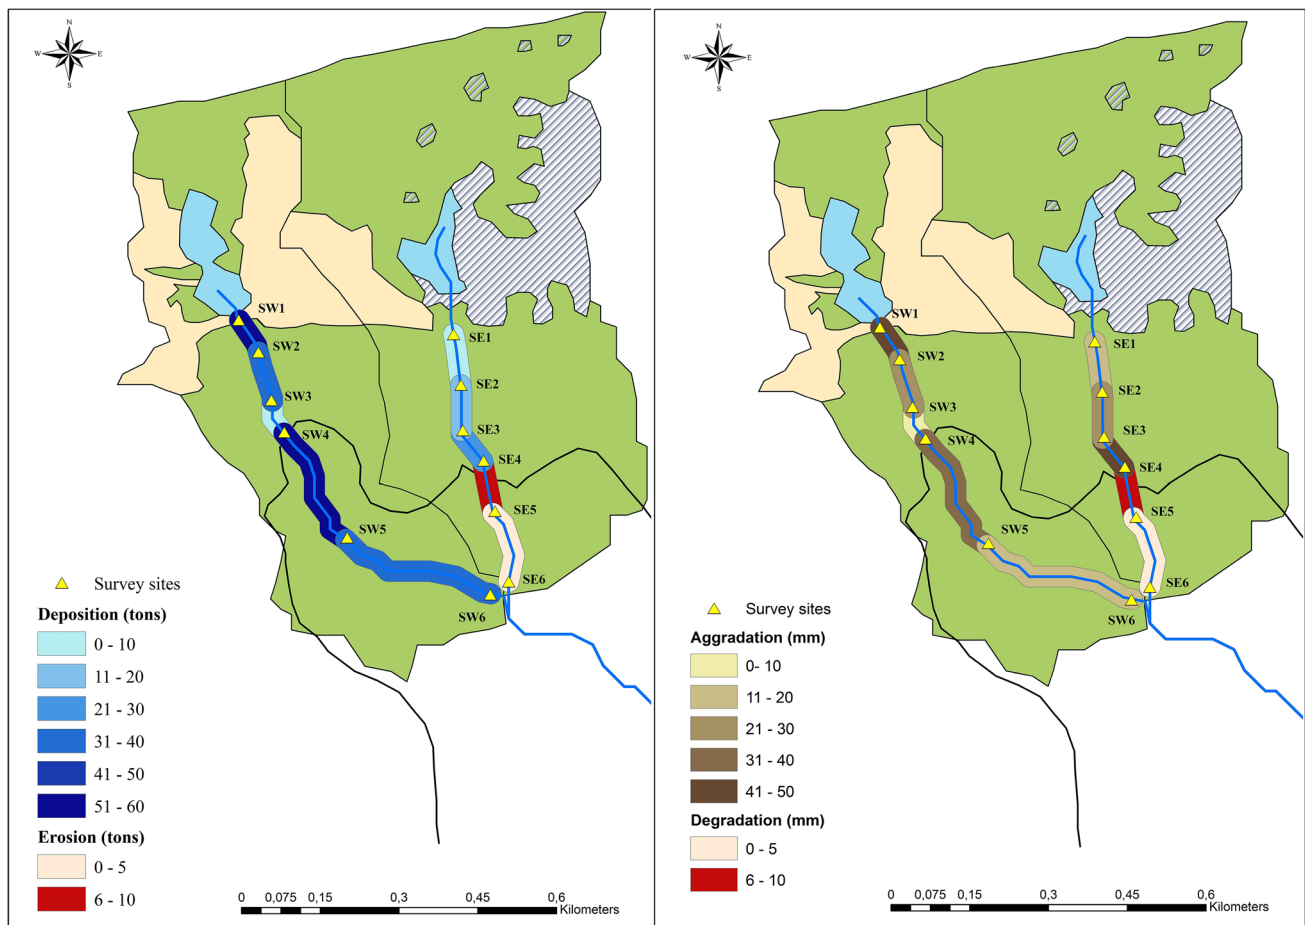 N
W E
S
SW1
SW2
SW3
SW4
SW5
SW6
SE1
SE2
SE3
SE4
SE5
SE6
Survey sites
Deposition (tons)
0 - 10
11 - 20
21 - 30
31 - 40
41 - 50
51 - 60
Erosion (tons)
0 - 5
6 - 10
0 0,075 0,15 0,3 0,45 0,6
Kilometers
N
W E
S
SW1
SW2
SW3
SW4
SW5
SW6
SE1
SE2
SE3
SE4
SE5
SE6
Survey sites
Aggradation (mm)
0- 10
11 - 20
21 - 30
31 - 40
41 - 50
Degradation (mm)
0 - 5
6 - 10
0 0,075 0,15 0,3 0,45 0,6
Kilometers